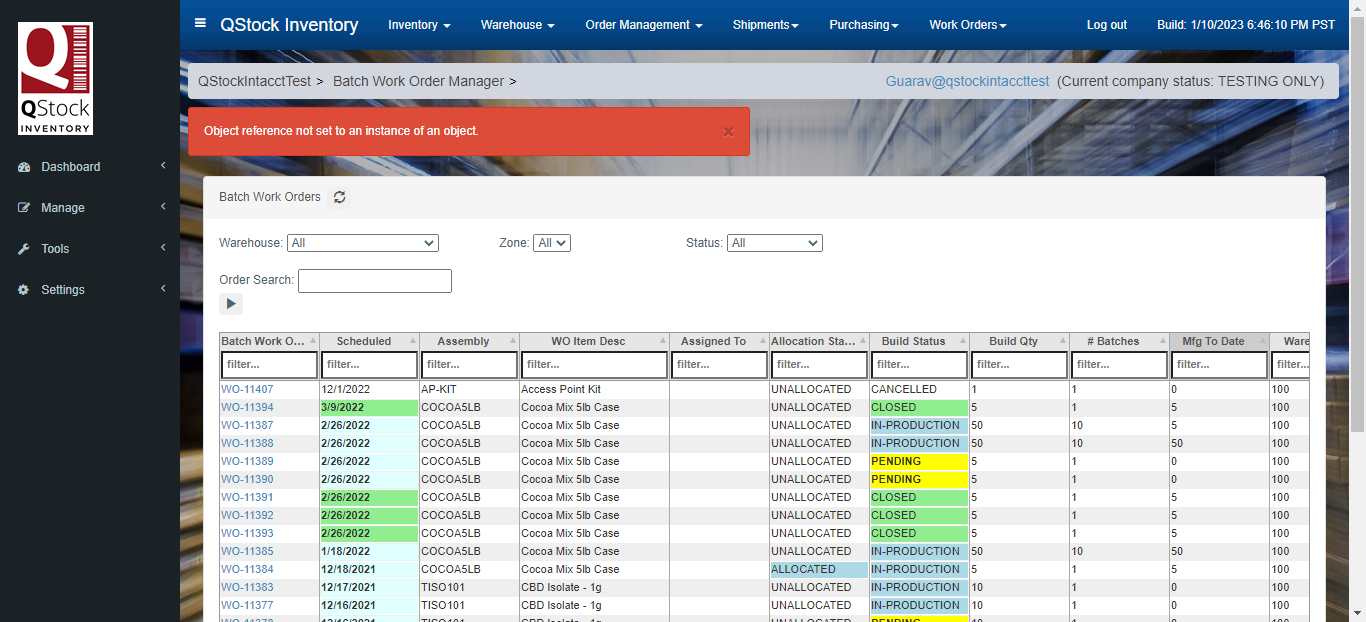 QStock
INVENTORY
Dashboard
Manage
Tools
Settings
QStock Inventory Inventory Warehouse Order Management Shipments Purchasing Work Orders Log out Build: 1/10/2023 6:46:10 PM PST
QStockIntacctTest > Batch Work Order Manager > Guarav@qstockintaccttest (Current company status: TESTING ONLY)
Object reference not set to an instance of an object. ×
Batch Work Orders
Warehouse: All Zone: All Status: All
Order Search:
Batch Work O... Scheduled Assembly WO Item Desc Assigned To Allocation Sta... Build Status Build Qty # Batches Mfg To Date Ware
filter... filter... filter... filter... filter... filter... filter... filter... filter... filter... filter...
WO-11407 12/1/2022 AP-KIT Access Point Kit UNALLOCATED CANCELLED 1 1 0 100
WO-11394 3/9/2022 COCOA5LB Cocoa Mix 5lb Case UNALLOCATED CLOSED 5 1 5 100
WO-11387 2/26/2022 COCOA5LB Cocoa Mix 5lb Case UNALLOCATED IN-PRODUCTION 50 10 5 100
WO-11388 2/26/2022 COCOA5LB Cocoa Mix 5lb Case UNALLOCATED IN-PRODUCTION 50 10 50 100
WO-11389 2/26/2022 COCOA5LB Cocoa Mix 5lb Case UNALLOCATED PENDING 5 1 0 100
WO-11390 2/26/2022 COCOA5LB Cocoa Mix 5lb Case UNALLOCATED PENDING 5 1 0 100
WO-11391 2/26/2022 COCOA5LB Cocoa Mix 5lb Case UNALLOCATED CLOSED 5 1 5 100
WO-11392 2/26/2022 COCOA5LB Cocoa Mix 5lb Case UNALLOCATED CLOSED 5 1 5 100
WO-11393 2/26/2022 COCOA5LB Cocoa Mix 5lb Case UNALLOCATED CLOSED 5 1 5 100
WO-11385 1/18/2022 COCOA5LB Cocoa Mix 5lb Case UNALLOCATED IN-PRODUCTION 50 10 50 100
WO-11384 12/18/2021 COCOA5LB Cocoa Mix 5lb Case ALLOCATED IN-PRODUCTION 5 1 0 100
WO-11383 12/17/2021 TISO101 CBD Isolate - 1g UNALLOCATED IN-PRODUCTION 10 1 0 100
WO-11377 12/16/2021 TISO101 CBD Isolate - 1g UNALLOCATED IN-PRODUCTION 10 1 0 100
WO-11378 12/16/2021 TISO101 CBD Isolate - 1g UNALLOCATED PENDING 10 1 0 100